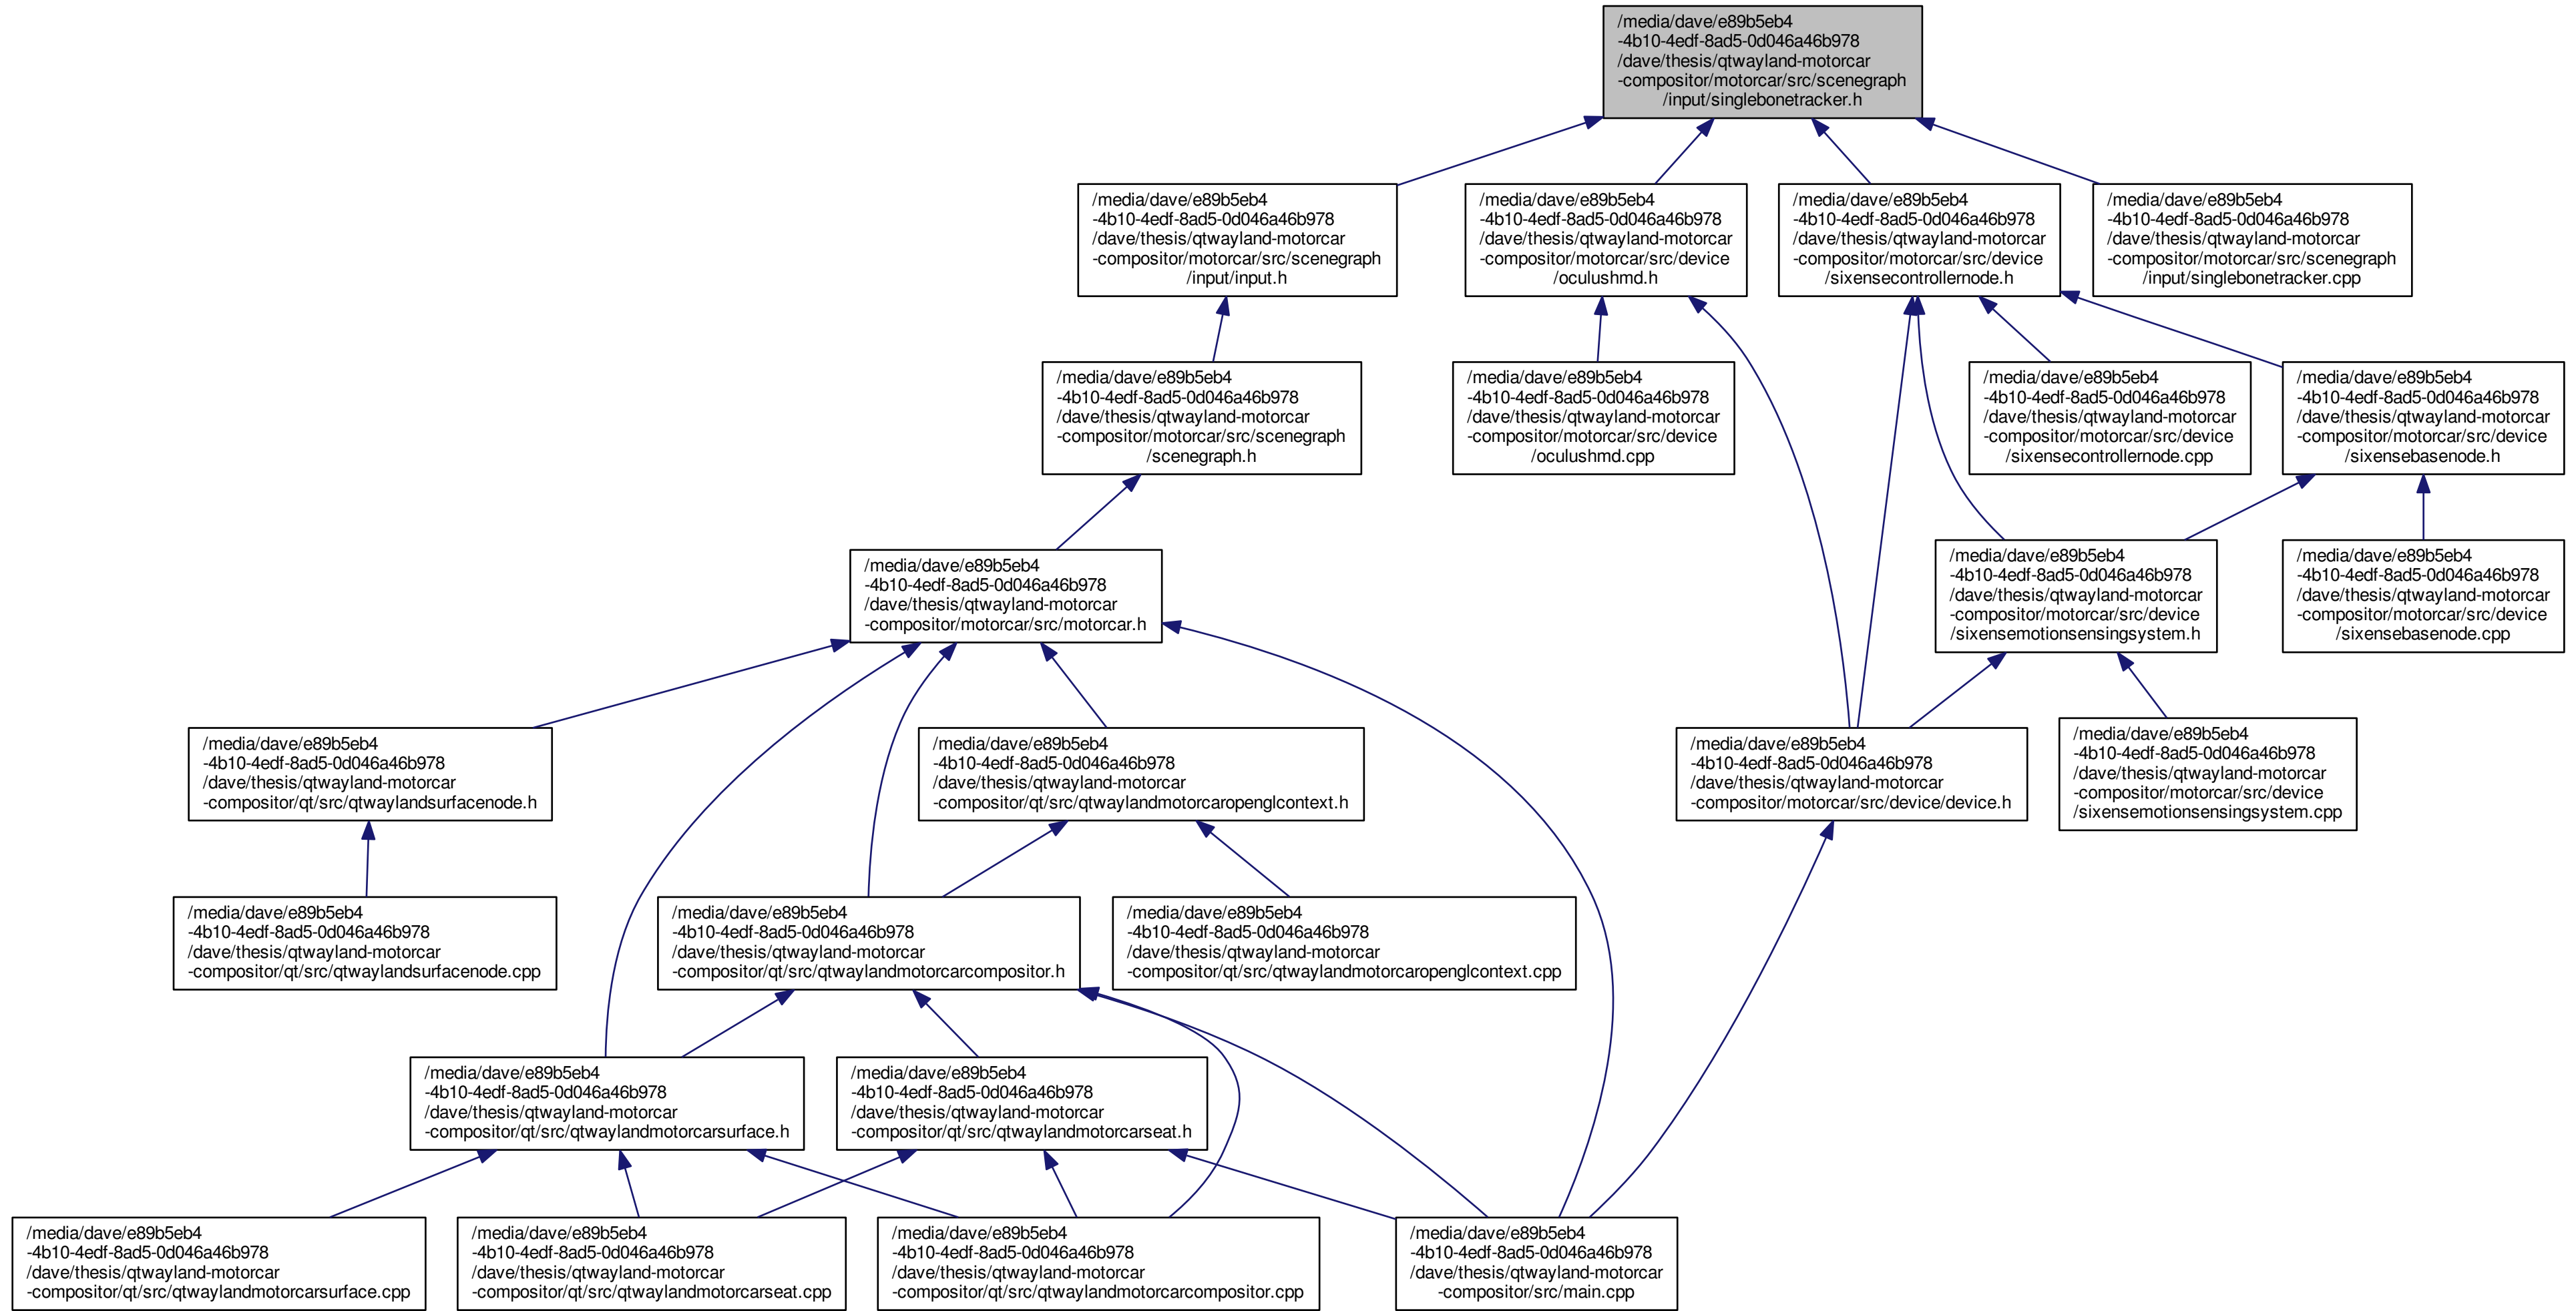 /media/dave/e89b5eb4
-4b10-4edf-8ad5-0d046a46b978
/dave/thesis/qtwayland-motorcar
-compositor/motorcar/src/scenegraph
/input/singlebonetracker.h
/media/dave/e89b5eb4
-4b10-4edf-8ad5-0d046a46b978
/dave/thesis/qtwayland-motorcar
-compositor/motorcar/src/scenegraph
/input/input.h
/media/dave/e89b5eb4
-4b10-4edf-8ad5-0d046a46b978
/dave/thesis/qtwayland-motorcar
-compositor/motorcar/src/device
/oculushmd.h
/media/dave/e89b5eb4
-4b10-4edf-8ad5-0d046a46b978
/dave/thesis/qtwayland-motorcar
-compositor/motorcar/src/device
/sixensecontrollernode.h
/media/dave/e89b5eb4
-4b10-4edf-8ad5-0d046a46b978
/dave/thesis/qtwayland-motorcar
-compositor/motorcar/src/scenegraph
/input/singlebonetracker.cpp
/media/dave/e89b5eb4
-4b10-4edf-8ad5-0d046a46b978
/dave/thesis/qtwayland-motorcar
-compositor/motorcar/src/scenegraph
/scenegraph.h
/media/dave/e89b5eb4
-4b10-4edf-8ad5-0d046a46b978
/dave/thesis/qtwayland-motorcar
-compositor/motorcar/src/device
/oculushmd.cpp
/media/dave/e89b5eb4
-4b10-4edf-8ad5-0d046a46b978
/dave/thesis/qtwayland-motorcar
-compositor/motorcar/src/device
/sixensecontrollernode.cpp
/media/dave/e89b5eb4
-4b10-4edf-8ad5-0d046a46b978
/dave/thesis/qtwayland-motorcar
-compositor/motorcar/src/device
/sixensebasenode.h
/media/dave/e89b5eb4
-4b10-4edf-8ad5-0d046a46b978
/dave/thesis/qtwayland-motorcar
-compositor/motorcar/src/motorcar.h
/media/dave/e89b5eb4
-4b10-4edf-8ad5-0d046a46b978
/dave/thesis/qtwayland-motorcar
-compositor/motorcar/src/device
/sixensemotionsensingsystem.h
/media/dave/e89b5eb4
-4b10-4edf-8ad5-0d046a46b978
/dave/thesis/qtwayland-motorcar
-compositor/motorcar/src/device
/sixensebasenode.cpp
/media/dave/e89b5eb4
-4b10-4edf-8ad5-0d046a46b978
/dave/thesis/qtwayland-motorcar
-compositor/qt/src/qtwaylandsurfacenode.h
/media/dave/e89b5eb4
-4b10-4edf-8ad5-0d046a46b978
/dave/thesis/qtwayland-motorcar
-compositor/qt/src/qtwaylandmotorcaropenglcontext.h
/media/dave/e89b5eb4
-4b10-4edf-8ad5-0d046a46b978
/dave/thesis/qtwayland-motorcar
-compositor/motorcar/src/device/device.h
/media/dave/e89b5eb4
-4b10-4edf-8ad5-0d046a46b978
/dave/thesis/qtwayland-motorcar
-compositor/motorcar/src/device
/sixensemotionsensingsystem.cpp
/media/dave/e89b5eb4
-4b10-4edf-8ad5-0d046a46b978
/dave/thesis/qtwayland-motorcar
-compositor/qt/src/qtwaylandsurfacenode.cpp
/media/dave/e89b5eb4
-4b10-4edf-8ad5-0d046a46b978
/dave/thesis/qtwayland-motorcar
-compositor/qt/src/qtwaylandmotorcarcompositor.h
/media/dave/e89b5eb4
-4b10-4edf-8ad5-0d046a46b978
/dave/thesis/qtwayland-motorcar
-compositor/qt/src/qtwaylandmotorcaropenglcontext.cpp
/media/dave/e89b5eb4
-4b10-4edf-8ad5-0d046a46b978
/dave/thesis/qtwayland-motorcar
-compositor/qt/src/qtwaylandmotorcarsurface.h
/media/dave/e89b5eb4
-4b10-4edf-8ad5-0d046a46b978
/dave/thesis/qtwayland-motorcar
-compositor/qt/src/qtwaylandmotorcarseat.h
/media/dave/e89b5eb4
-4b10-4edf-8ad5-0d046a46b978
/dave/thesis/qtwayland-motorcar
-compositor/qt/src/qtwaylandmotorcarsurface.cpp
/media/dave/e89b5eb4
-4b10-4edf-8ad5-0d046a46b978
/dave/thesis/qtwayland-motorcar
-compositor/qt/src/qtwaylandmotorcarseat.cpp
/media/dave/e89b5eb4
-4b10-4edf-8ad5-0d046a46b978
/dave/thesis/qtwayland-motorcar
-compositor/qt/src/qtwaylandmotorcarcompositor.cpp
/media/dave/e89b5eb4
-4b10-4edf-8ad5-0d046a46b978
/dave/thesis/qtwayland-motorcar
-compositor/src/main.cpp